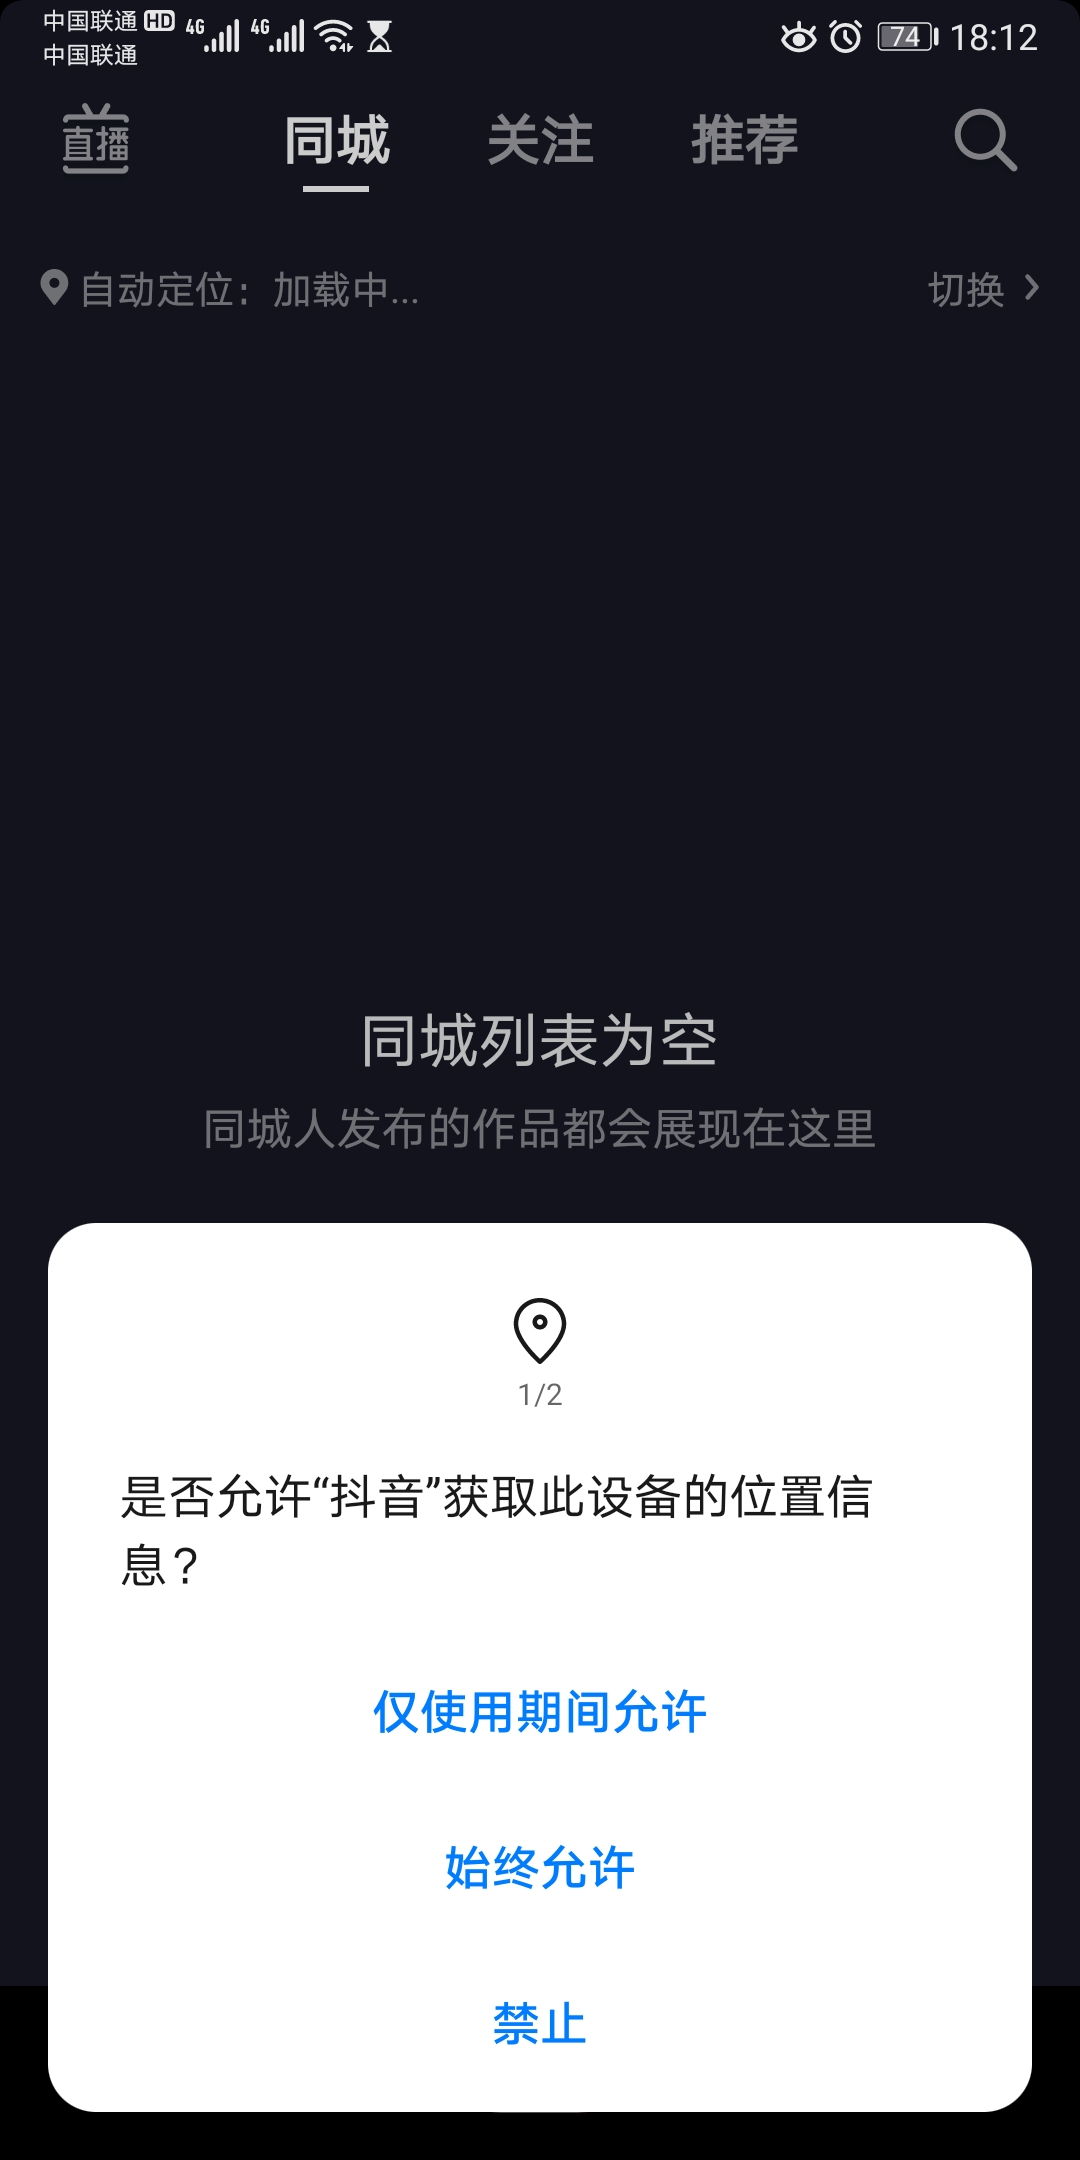 中国联通 HD 4G 4G 74 18:12
中国联通
直播 同城 关注 推荐
自动定位：加载中... 切换
同城列表为空
同城人发布的作品都会展现在这里
1/2
是否允许“抖音”获取此设备的位置信
息？
仅使用期间允许
始终允许
禁止